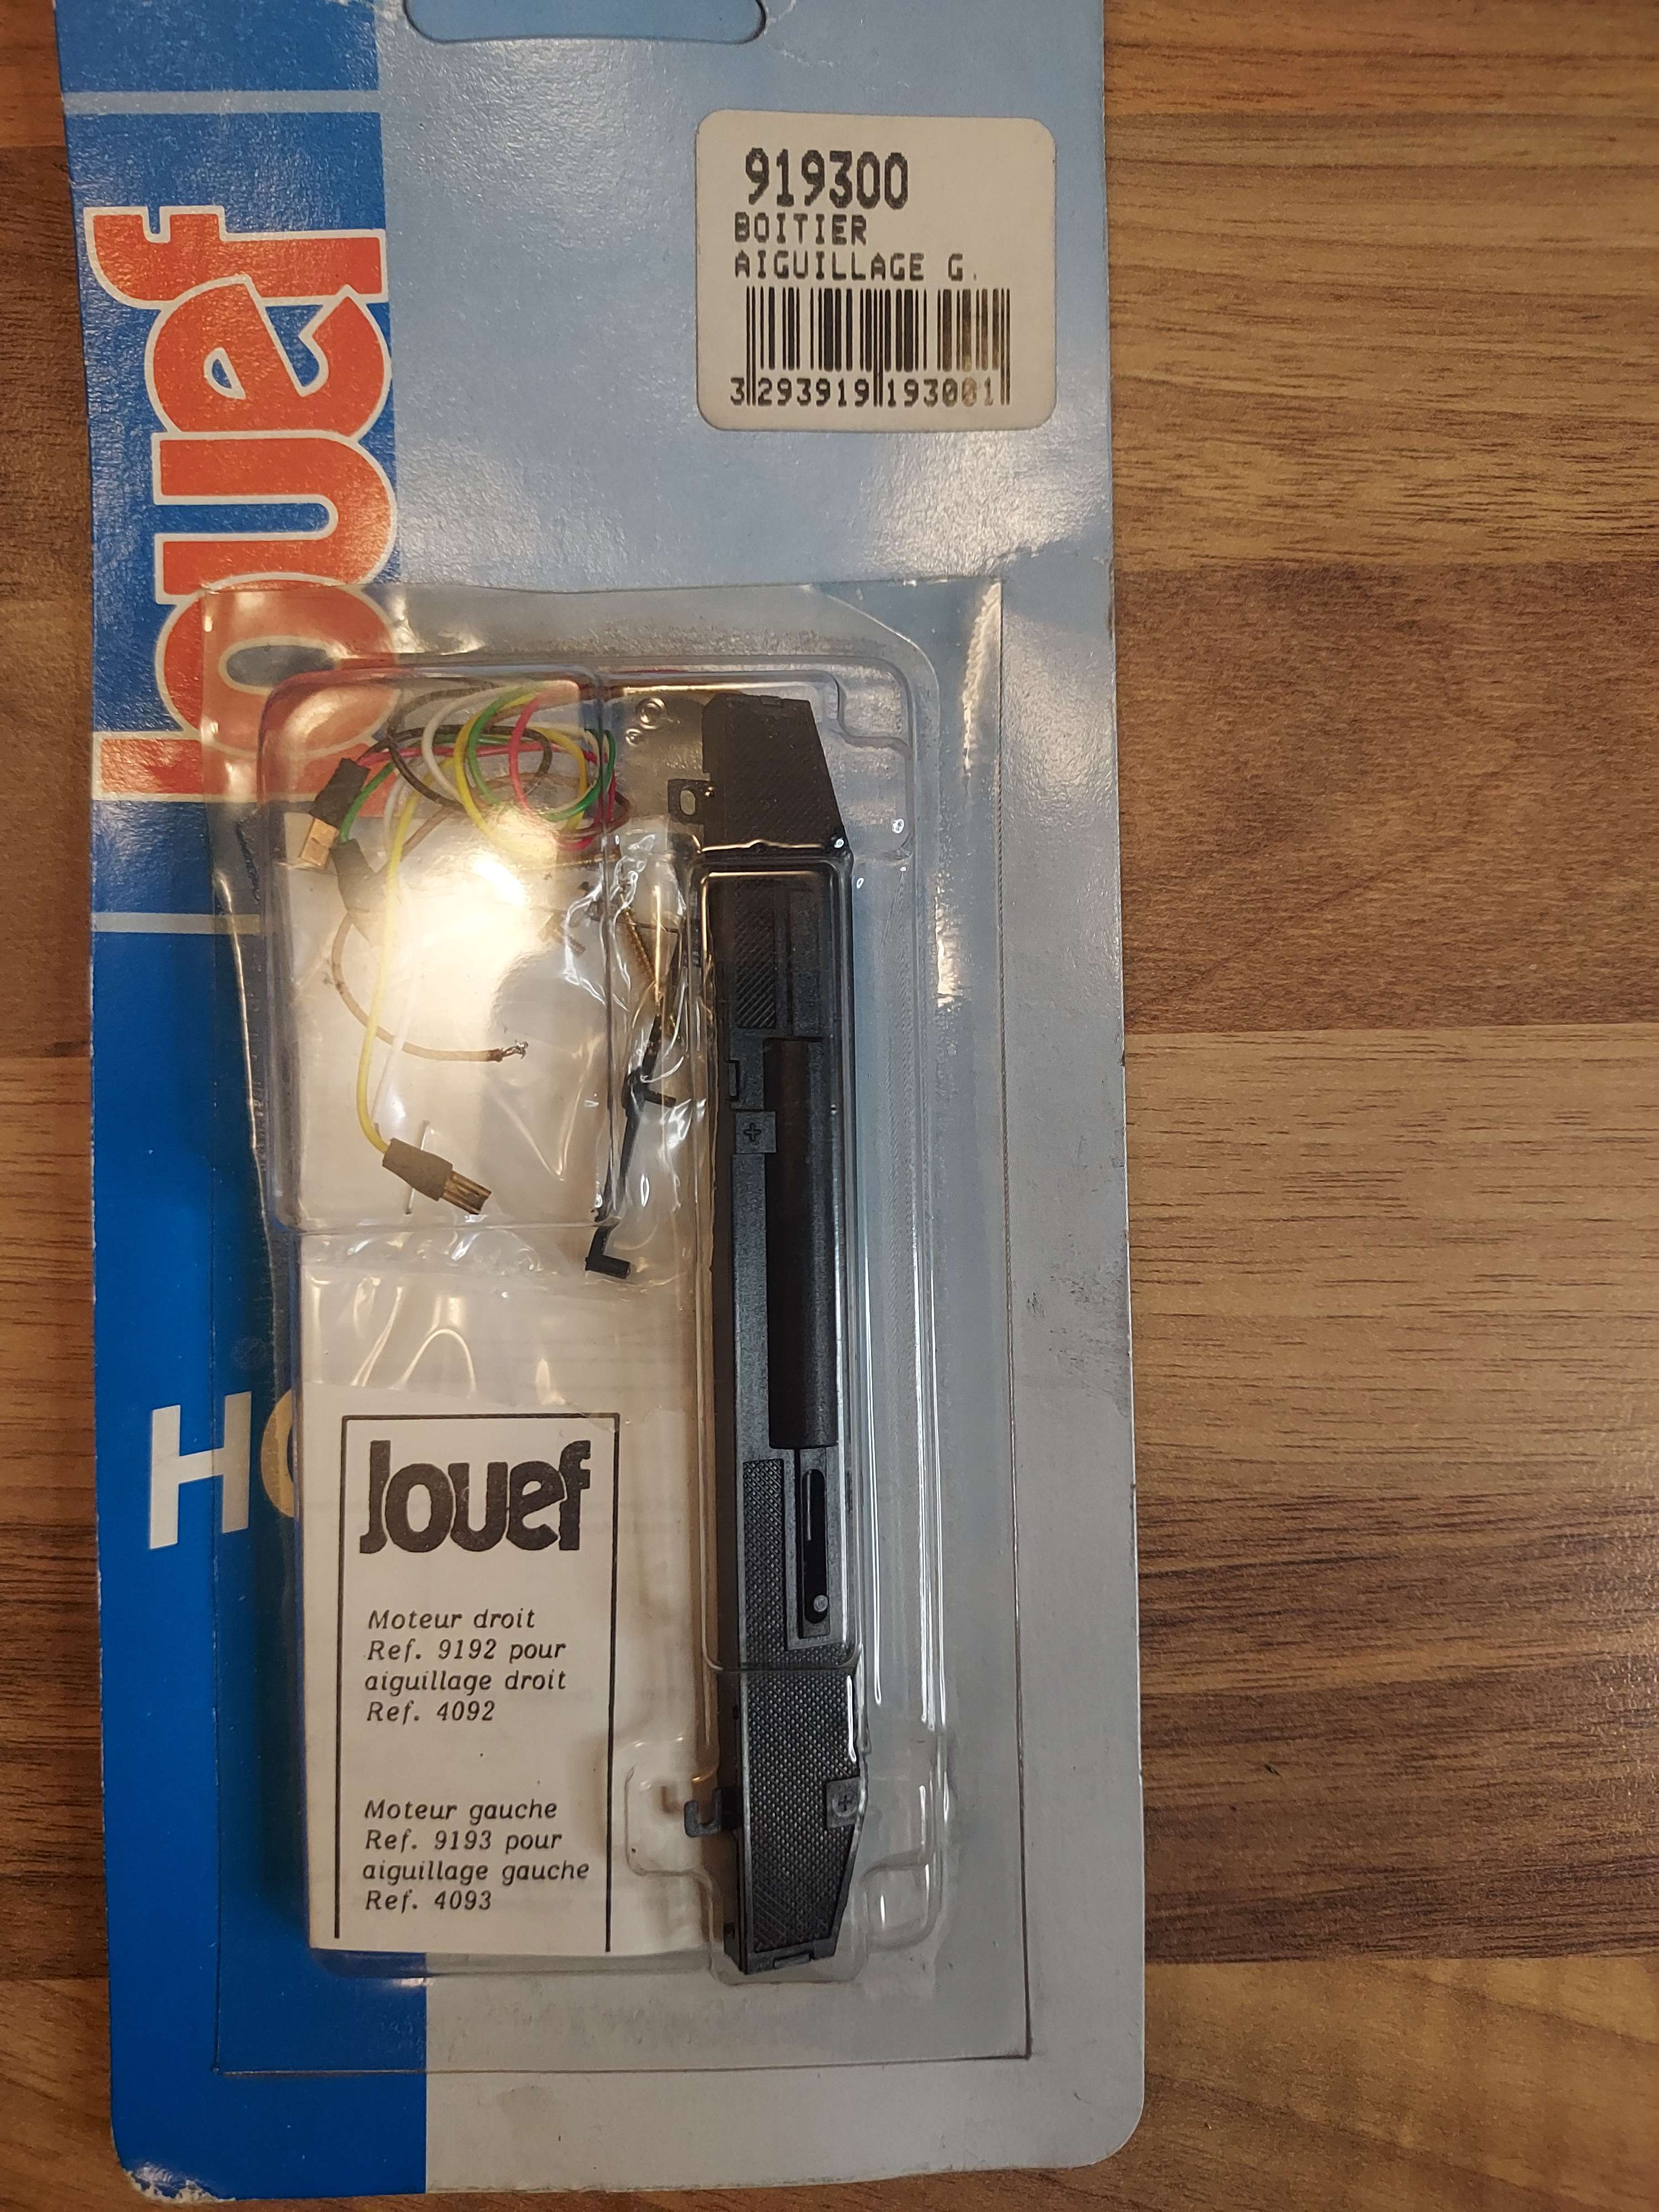 919300
BOITIER
AIGUILLAGE G.
3 293919 193001
Jouef
HO
Jouef
Moteur droit
Ref. 9192 pour
aiguillage droit
Ref. 4092
Moteur gauche
Ref. 9193 pour
aiguillage gauche
Ref. 4093